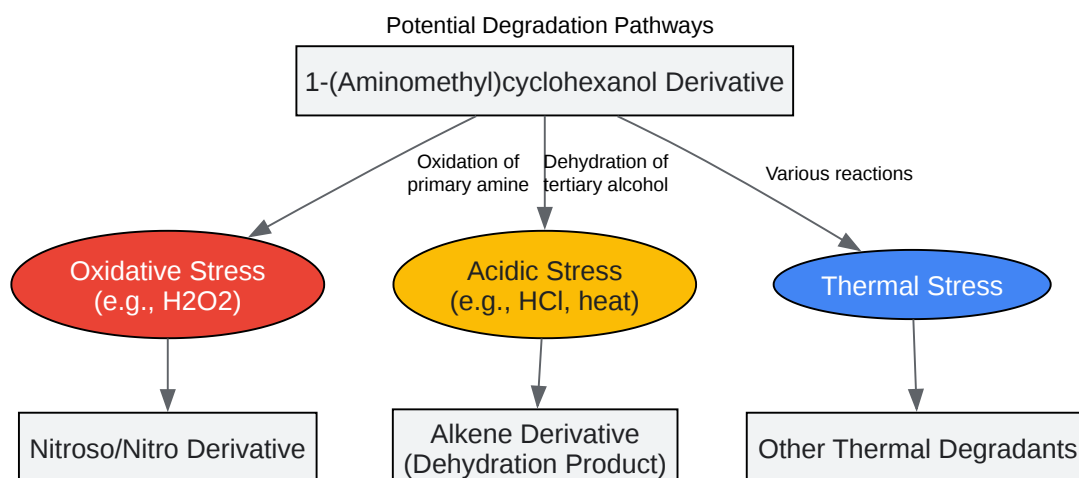 Potential Degradation Pathways
1-(Aminomethyl)cyclohexanol Derivative
Oxidation of
primary amine
Dehydration of
tertiary alcohol
Various reactions
Oxidative Stress
(e.g., H2O2)
Acidic Stress
(e.g., HCl, heat)
Thermal Stress
Nitroso/Nitro Derivative
Alkene Derivative
(Dehydration Product)
Other Thermal Degradants